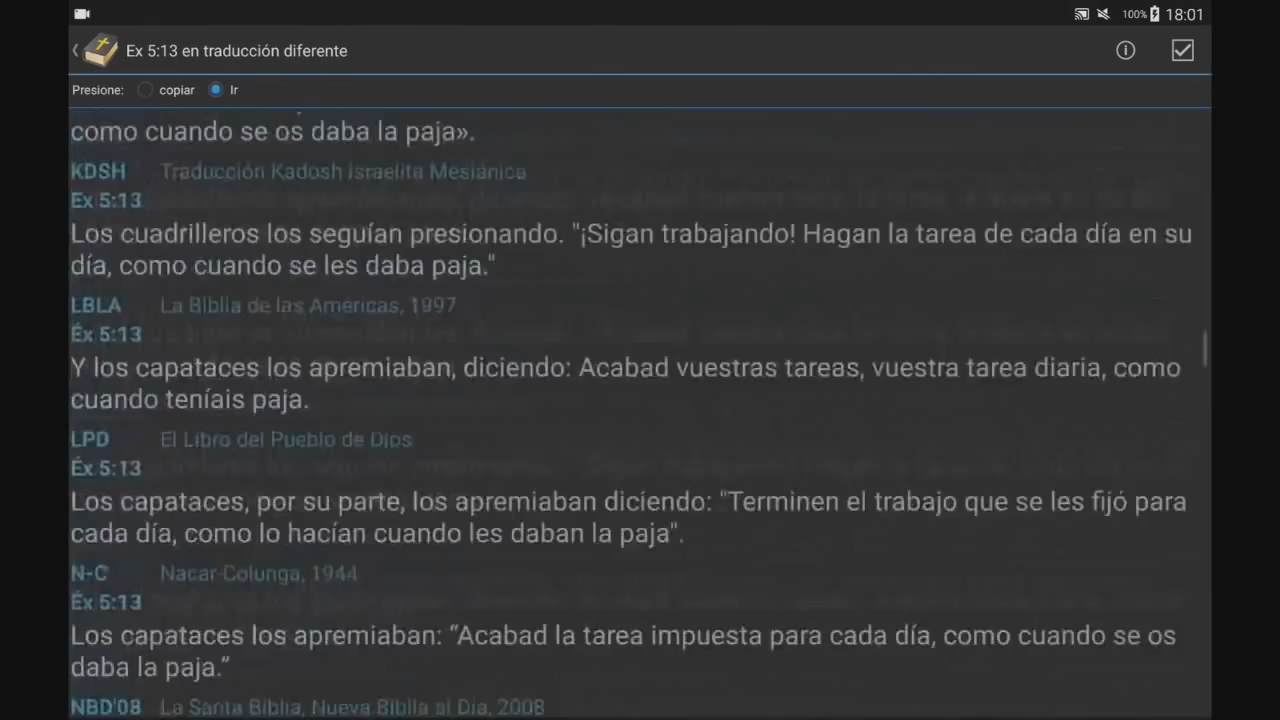 100% 18:01
Ex 5:13 en traducción diferente
Presione: copiar Ir
como cuando se os daba la paja».
KDSH Traducción Kadosh Israelita Mesiánica
Ex 5:13
Los cuadrilleros los seguían presionando. "¡Sigan trabajando! Hagan la tarea de cada día en su
día, como cuando se les daba paja."
LBLA La Biblia de las Américas, 1997
Éx 5:13
Y los capataces los apremiaban, diciendo: Acabad vuestras tareas, vuestra tarea diaria, como
cuando teníais paja.
LPD El Libro del Pueblo de Dios
Éx 5:13
Los capataces, por su parte, los apremiaban diciendo: "Terminen el trabajo que se les fijó para
cada día, como lo hacían cuando les daban la paja".
N-C Nacar-Colunga, 1944
Éx 5:13
Los capataces los apremiaban: “Acabad la tarea impuesta para cada día, como cuando se os
daba la paja.”
NBD'08 La Santa Biblia, Nueva Biblia al Día, 2008